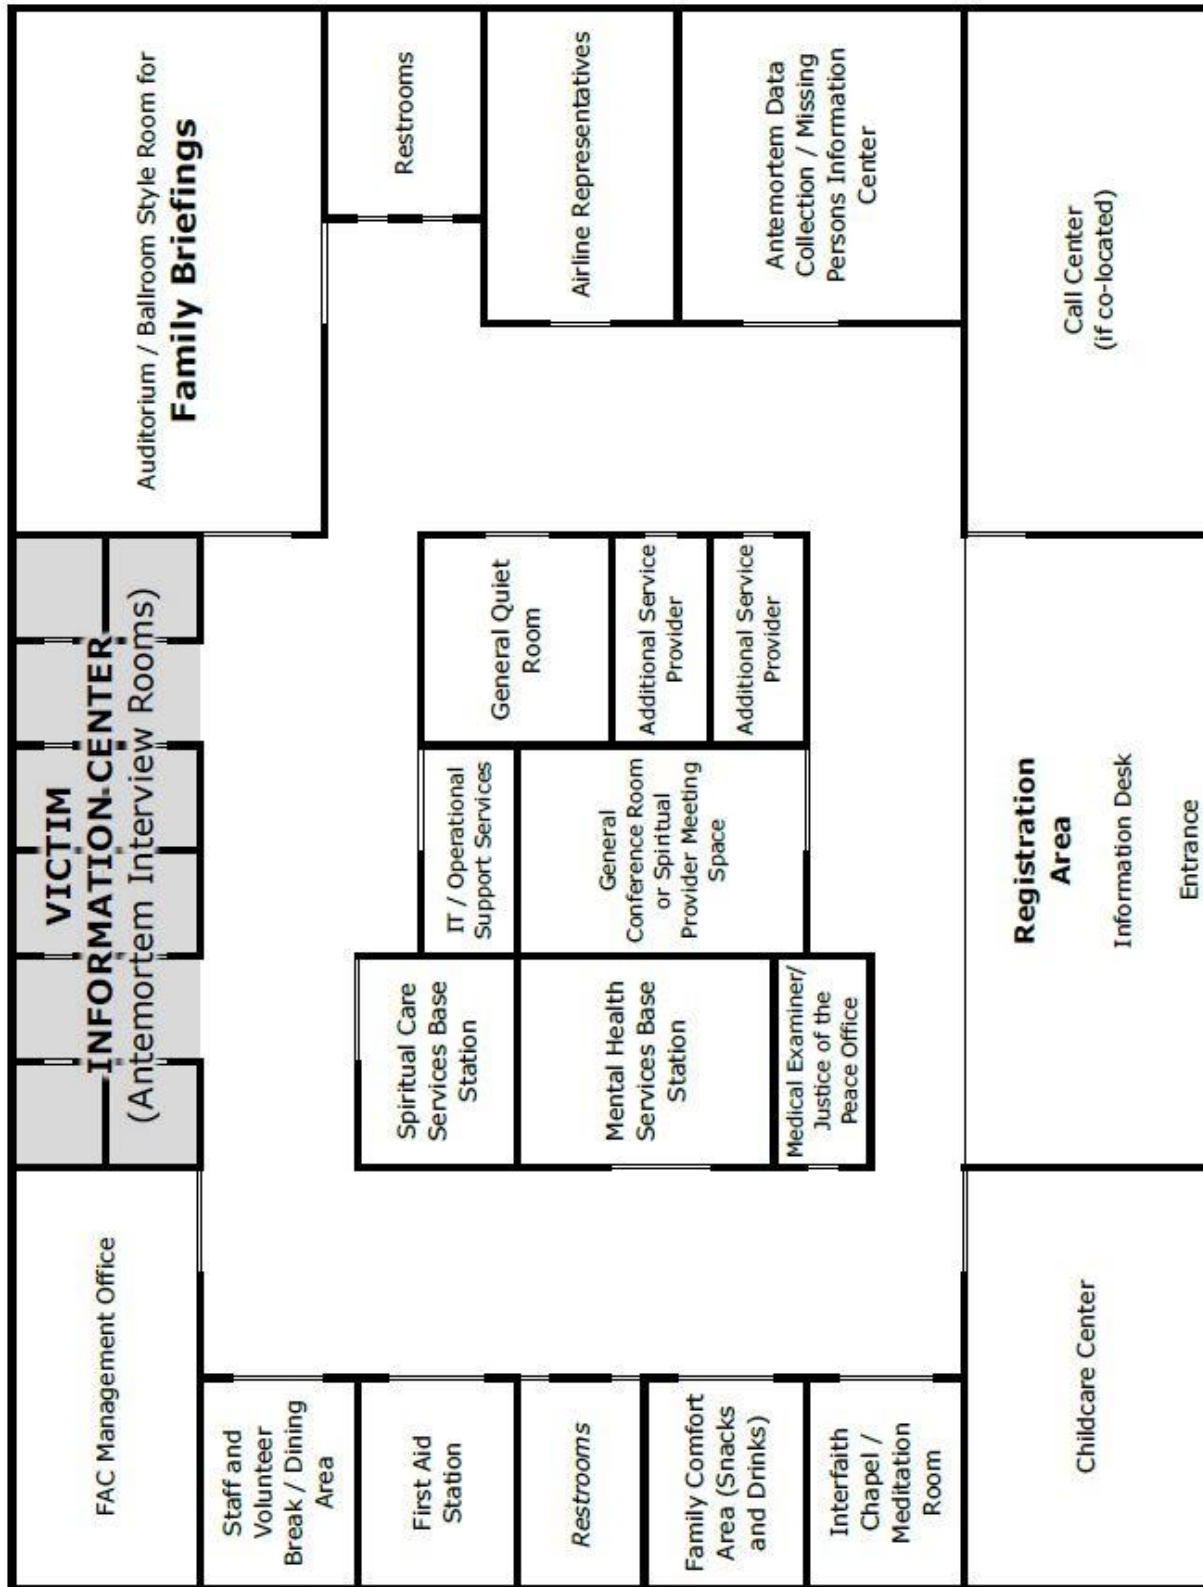 FAC Management Office
VICTIM
INFORMATION CENTER
(Antemortem Interview Rooms)
Auditorium / Ballroom Style Room for
Family Briefings
Staff and
Volunteer
Break / Dining
Area
First Aid
Station
Restrooms
Family Comfort
Area (Snacks
and Drinks)
Interfaith
Chapel /
Meditation
Room
Spiritual Care
Services Base
Station
Mental Health
Services Base
Station
Medical Examiner/
Justice of the
Peace Office
IT / Operational
Support Services
General
Conference Room
or Spiritual
Provider Meeting
Space
General Quiet
Room
Additional Service
Provider
Additional Service
Provider
Restrooms
Airline Representatives
Antemortem Data
Collection / Missing
Persons Information
Center
Childcare Center
Registration
Area
Information Desk
Entrance
Call Center
(if co-located)